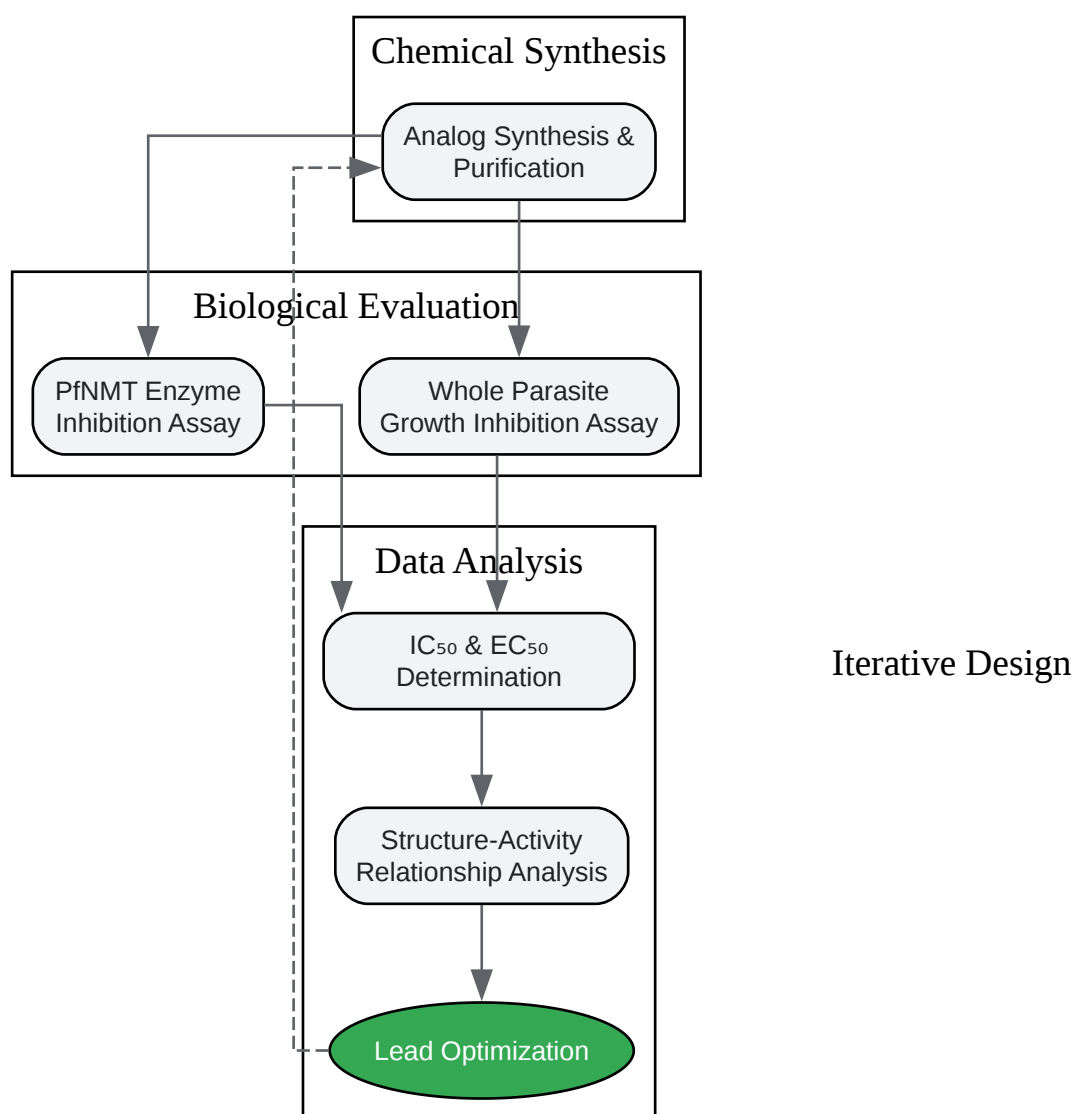 Chemical Synthesis
Analog Synthesis &
Purification
Biological Evaluation
PfNMT Enzyme
Inhibition Assay
Whole Parasite
Growth Inhibition Assay
Data Analysis
IC₅₀ & EC₅₀
Determination
Iterative Design
Structure-Activity
Relationship Analysis
Lead Optimization